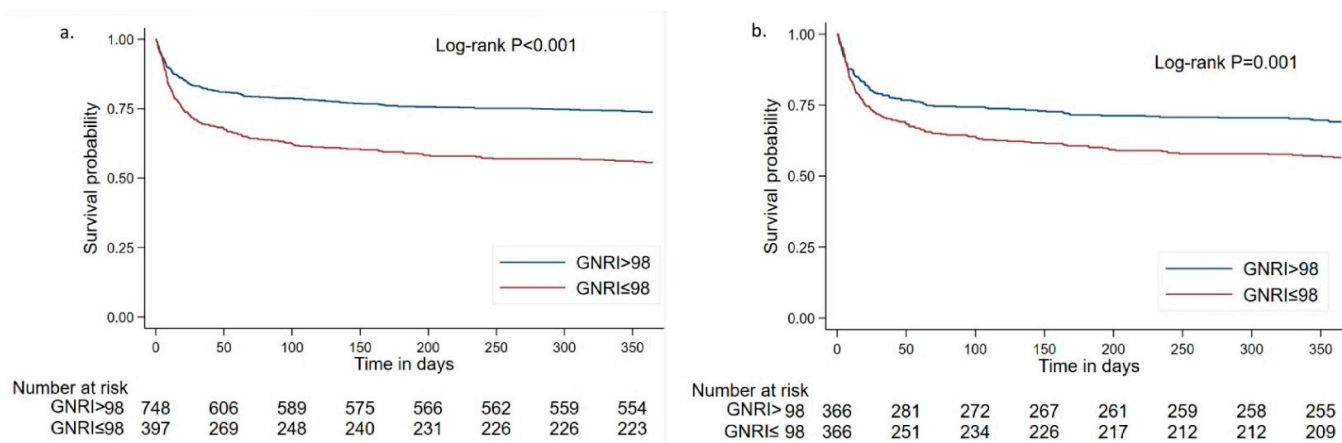 a.
Log-rank P<0.001
1.00
0.75
0.50
0.25
0.00
Survival probability
GNRI>98
GNRI≤98
0 50 100 150 200 250 300 350
Time in days
Number at risk
GNRI>98 748 606 589 575 566 562 559 554
GNRI≤98 397 269 248 240 231 226 226 223
b.
Log-rank P=0.001
1.00
0.75
0.50
0.25
0.00
Survival probability
GNRI>98
GNRI≤98
0 50 100 150 200 250 300 350
Time in days
Number at risk
GNRI> 98 366 281 272 267 261 259 258 255
GNRI≤ 98 366 251 234 226 217 212 212 209